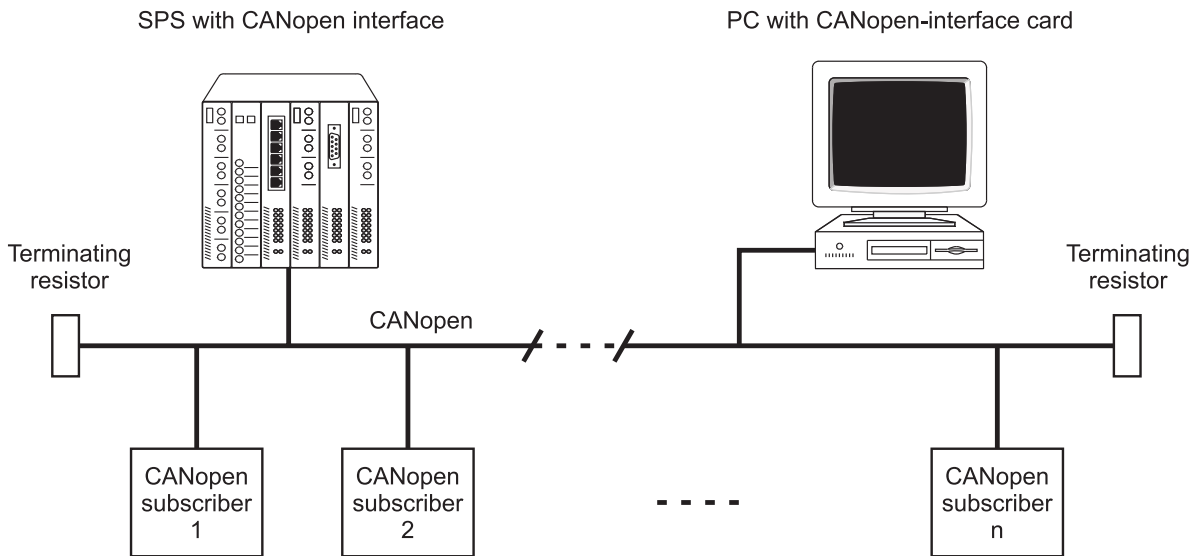 SPS with CANopen interface
PC with CANopen-interface card
Terminating
resistor
Terminating
resistor
CANopen
CANopen
subscriber
1
CANopen
subscriber
2
CANopen
subscriber
n